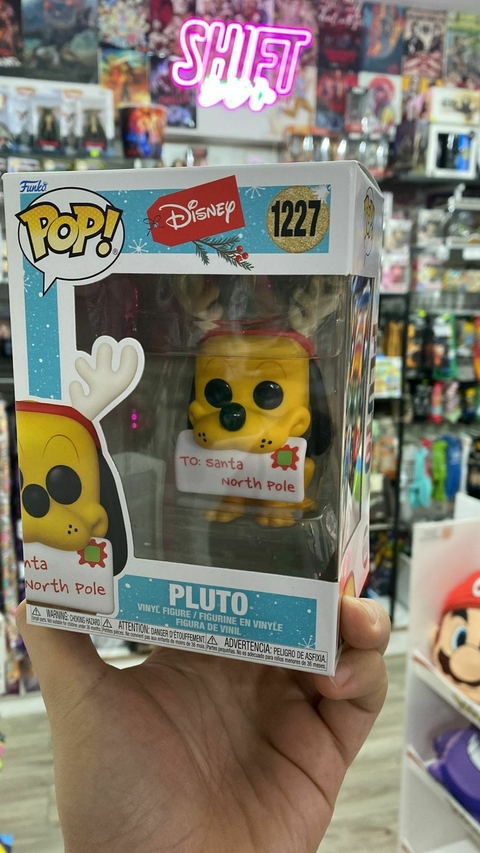 SHIFT
Funko
POP!
Disney
1227
TO: Santa
North Pole
nta
North Pole
PLUTO
VINYL FIGURE / FIGURINE EN VINYLE
FIGURA DE VINIL
WARNING: CHOKING HAZARD
ATTENTION: DANGER D'ÉTOUFFEMENT
ADVERTENCIA: PELIGRO DE ASFIXIA